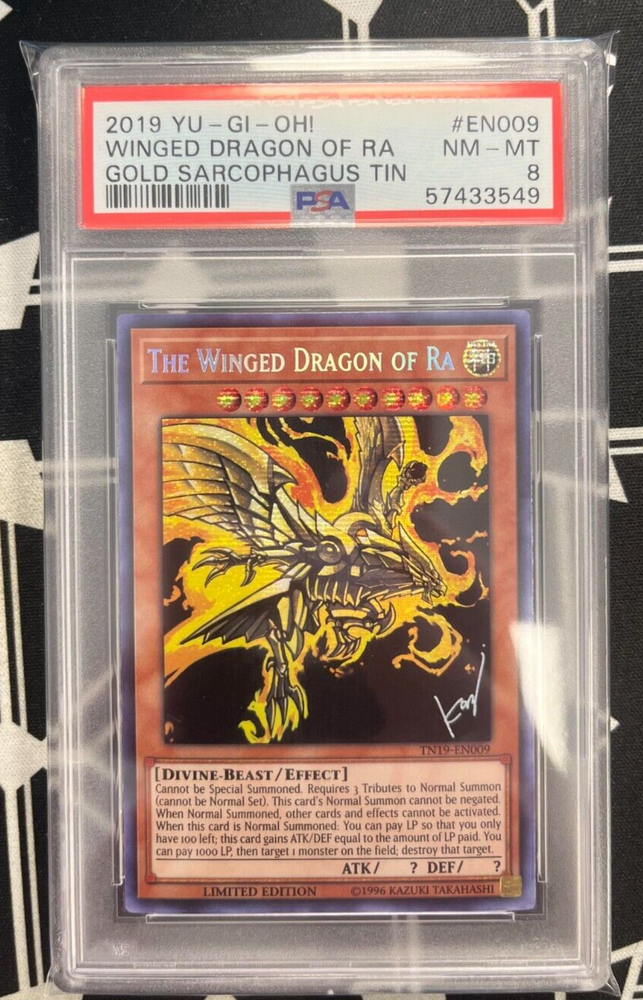 2019 YU-GI-OH! #EN009
WINGED DRAGON OF RA NM-MT
GOLD SARCOPHAGUS TIN 8
PSA 57433549
THE WINGED DRAGON OF RA
TN19-EN009
[DIVINE-BEAST/EFFECT]
Cannot be Special Summoned. Requires 3 Tributes to Normal Summon
(cannot be Normal Set). This card's Normal Summon cannot be negated.
When Normal Summoned, other cards and effects cannot be activated.
When this card is Normal Summoned: You can pay LP so that you only
have 100 left; this card gains ATK/DEF equal to the amount of LP paid. You
can pay 1000 LP, then target 1 monster on the field; destroy that target.
ATK/ ? DEF/ ?
LIMITED EDITION ©1996 KAZUKI TAKAHASHI